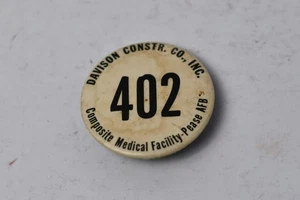 DAVISON CONSTR. CO., INC.
402
Composite Medical Facility-Pease AFB